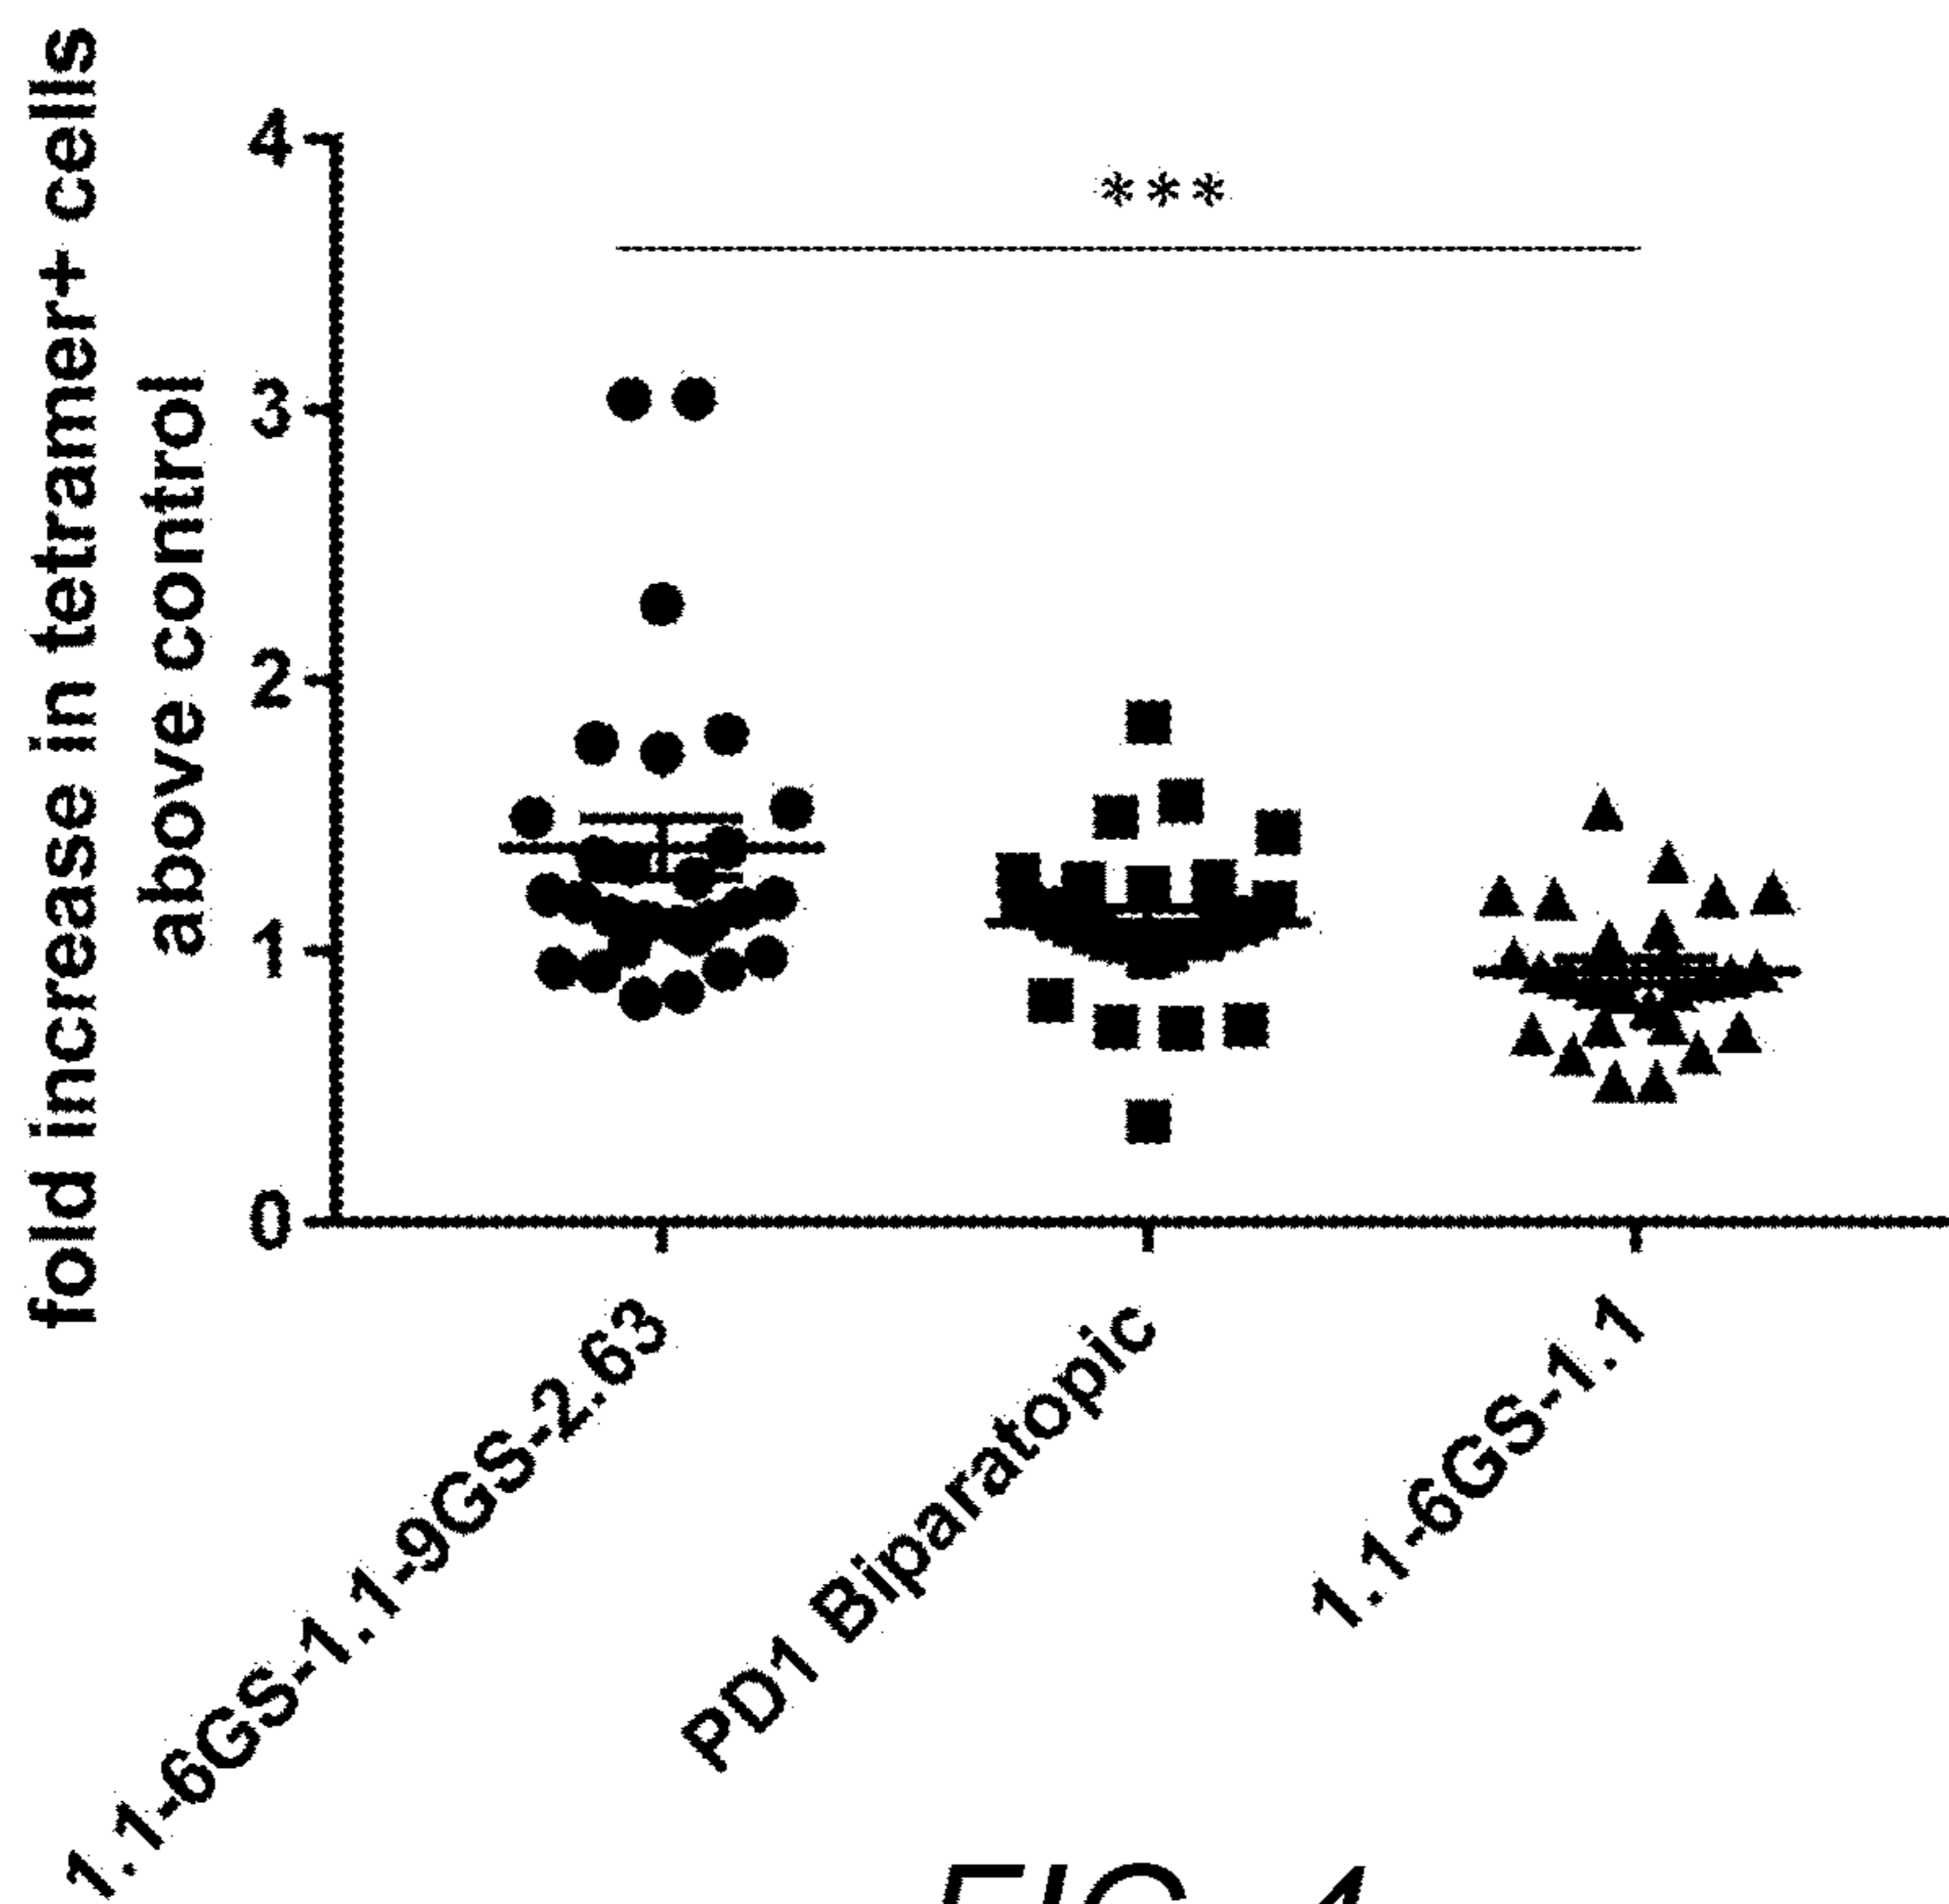 fold increase in tetramer+ cells
above control
4
3
2
1
0
***
1.1-6GS-1.1-9GS-2.63
PD1 Biparatopic
1.1-6GS-1.1